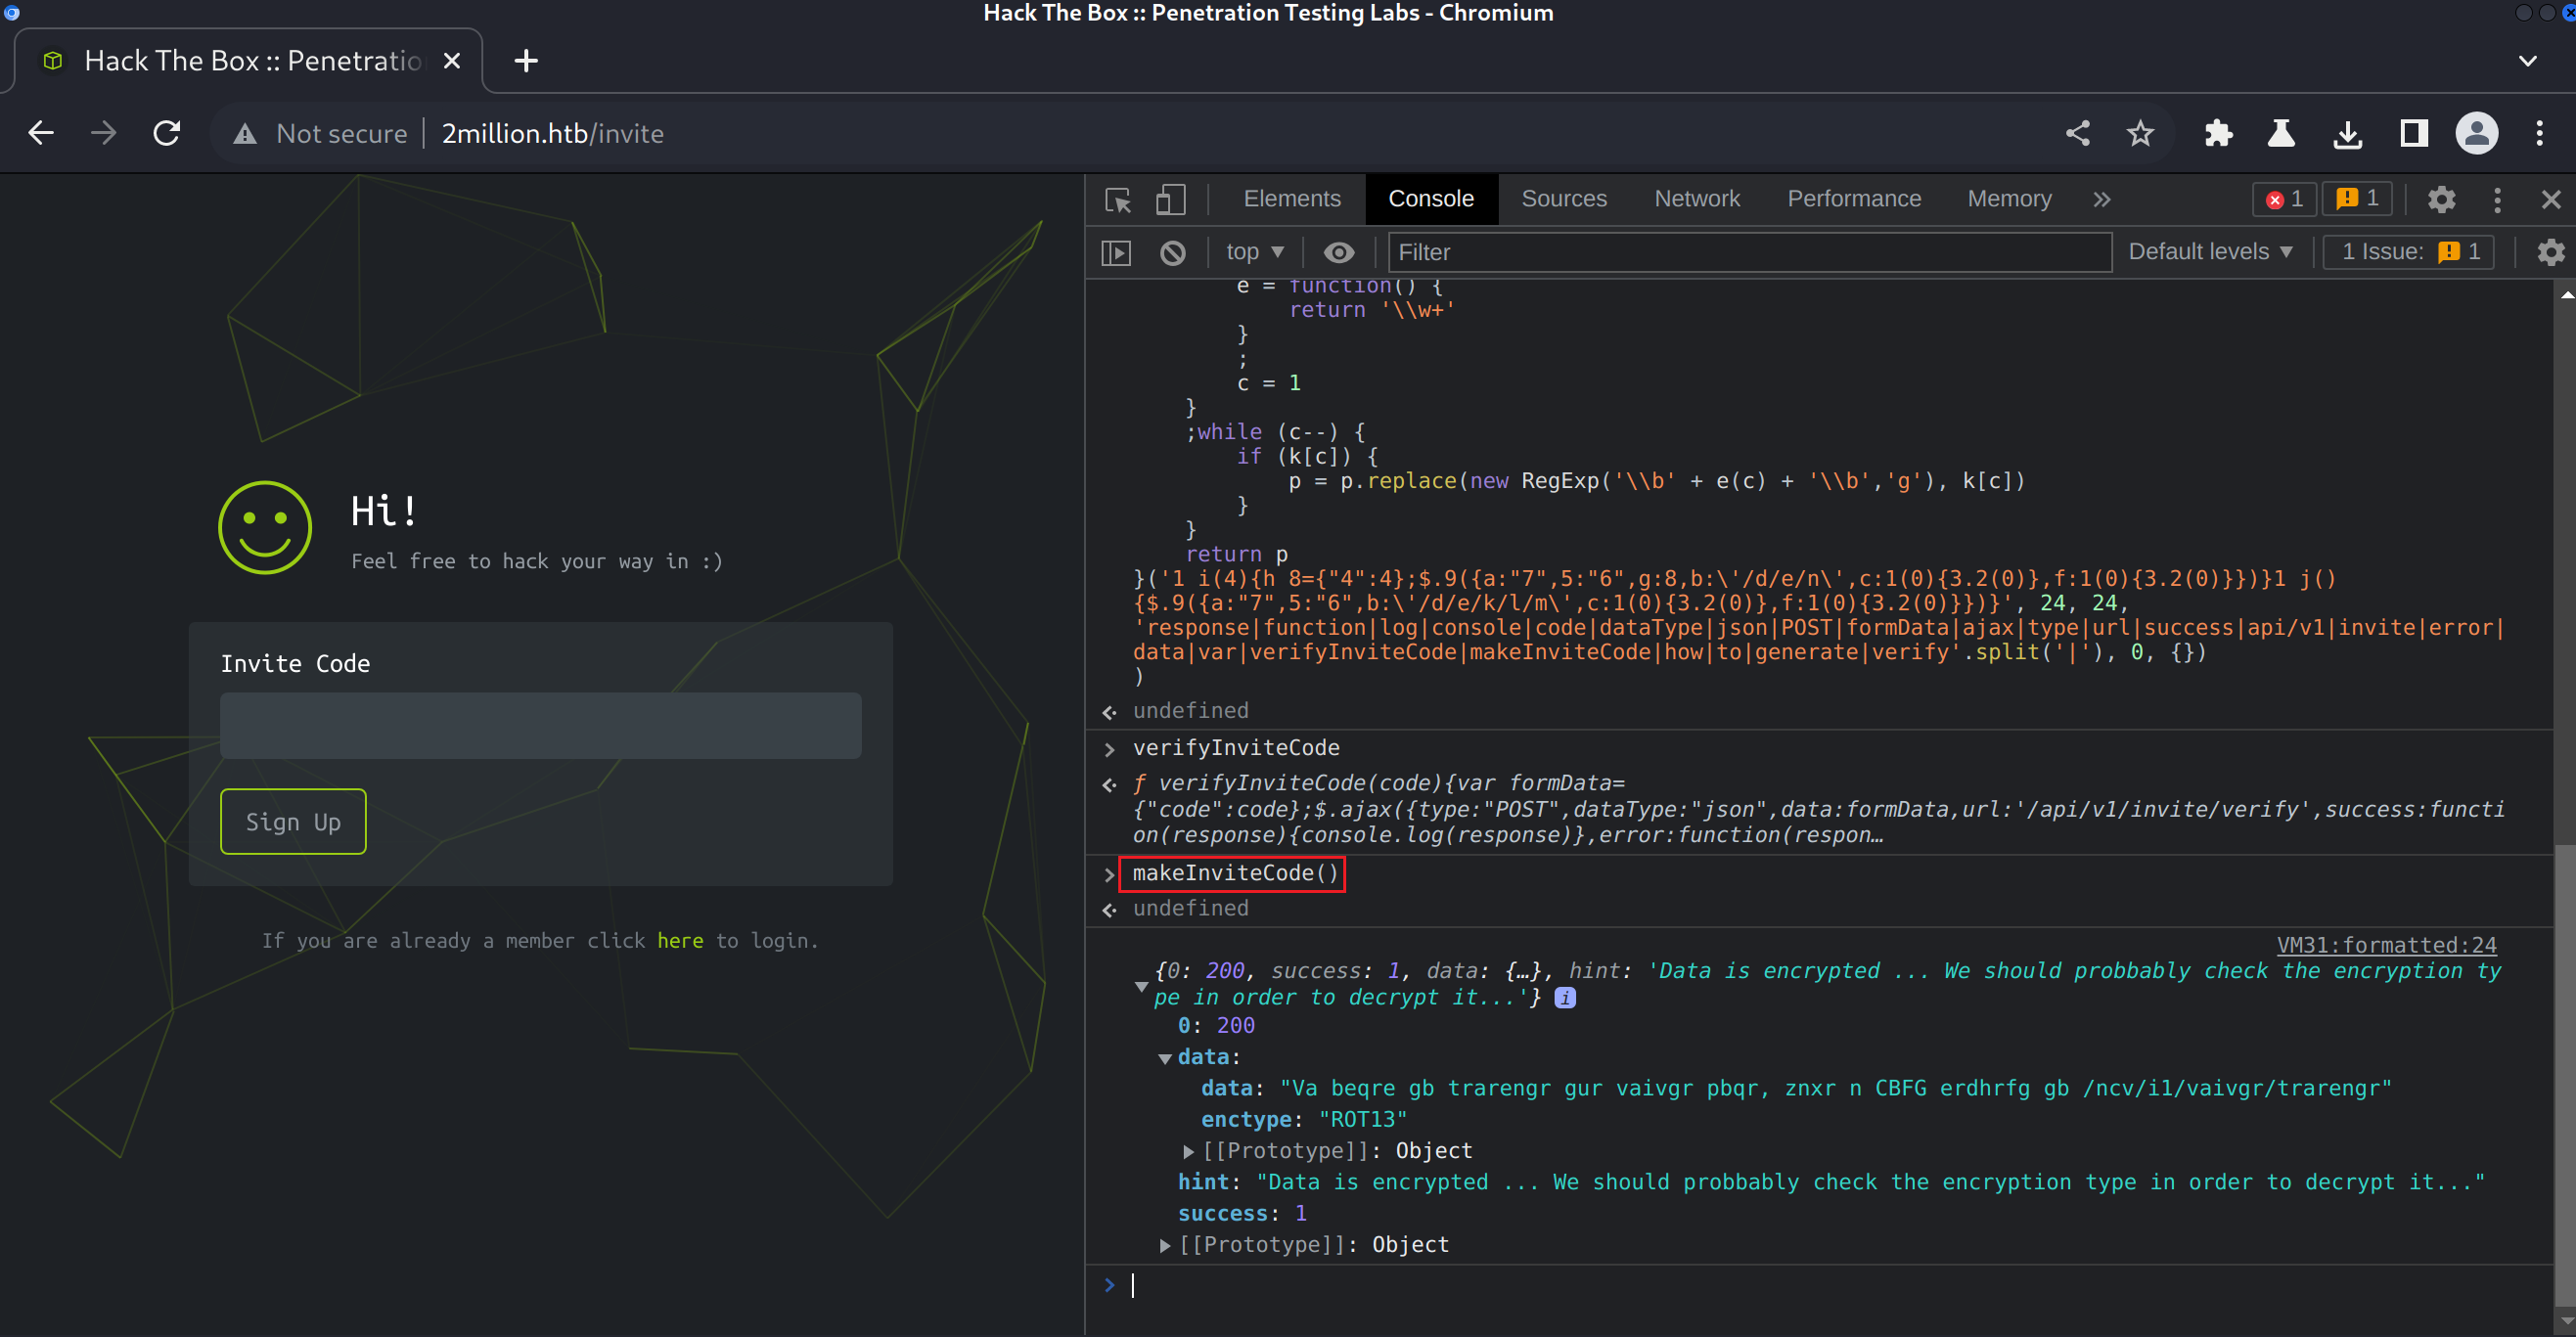 Hack The Box :: Penetration Testing Labs - Chromium
Hack The Box :: Penetratio
Not secure
2million.htb/invite
Hi!
Feel free to hack your way in :)
Invite Code
Sign Up
If you are already a member click here to login.
Elements Console Sources Network Performance Memory » 1 1
top Filter Default levels 1 Issue: 1
e = function() {
return '\\w+'
}
;
c = 1
}
;while (c--) {
if (k[c]) {
p = p.replace(new RegExp('\\b' + e(c) + '\\b','g'), k[c])
}
}
return p
}('1 i(4){h 8={"4":4};$.9({a:"7",5:"6",g:8,b:\'/d/e/n\',c:1(0){3.2(0)},f:1(0){3.2(0)}})}1 j()
{$.9({a:"7",5:"6",b:\'/d/e/k/l/m\',c:1(0){3.2(0)},f:1(0){3.2(0)}})}', 24, 24,
'response|function|log|console|code|dataType|json|POST|formData|ajax|type|url|success|api/v1|invite|error|
data|var|verifyInviteCode|makeInviteCode|how|to|generate|verify'.split('|'), 0, {})
)
undefined
verifyInviteCode
ƒ verifyInviteCode(code){var formData=
{"code":code};$.ajax({type:"POST",dataType:"json",data:formData,url:'/api/v1/invite/verify',success:functi
on(response){console.log(response)},error:function(respon…
makeInviteCode()
undefined
VM31:formatted:24
{0: 200, success: 1, data: {…}, hint: 'Data is encrypted ... We should probbably check the encryption ty
pe in order to decrypt it...'} i
0: 200
data:
data: "Va beqre gb trarengr gur vaivgr pbqr, znxr n CBFG erdhrfg gb /ncv/i1/vaivgr/trarengr"
enctype: "ROT13"
[[Prototype]]: Object
hint: "Data is encrypted ... We should probbably check the encryption type in order to decrypt it..."
success: 1
[[Prototype]]: Object